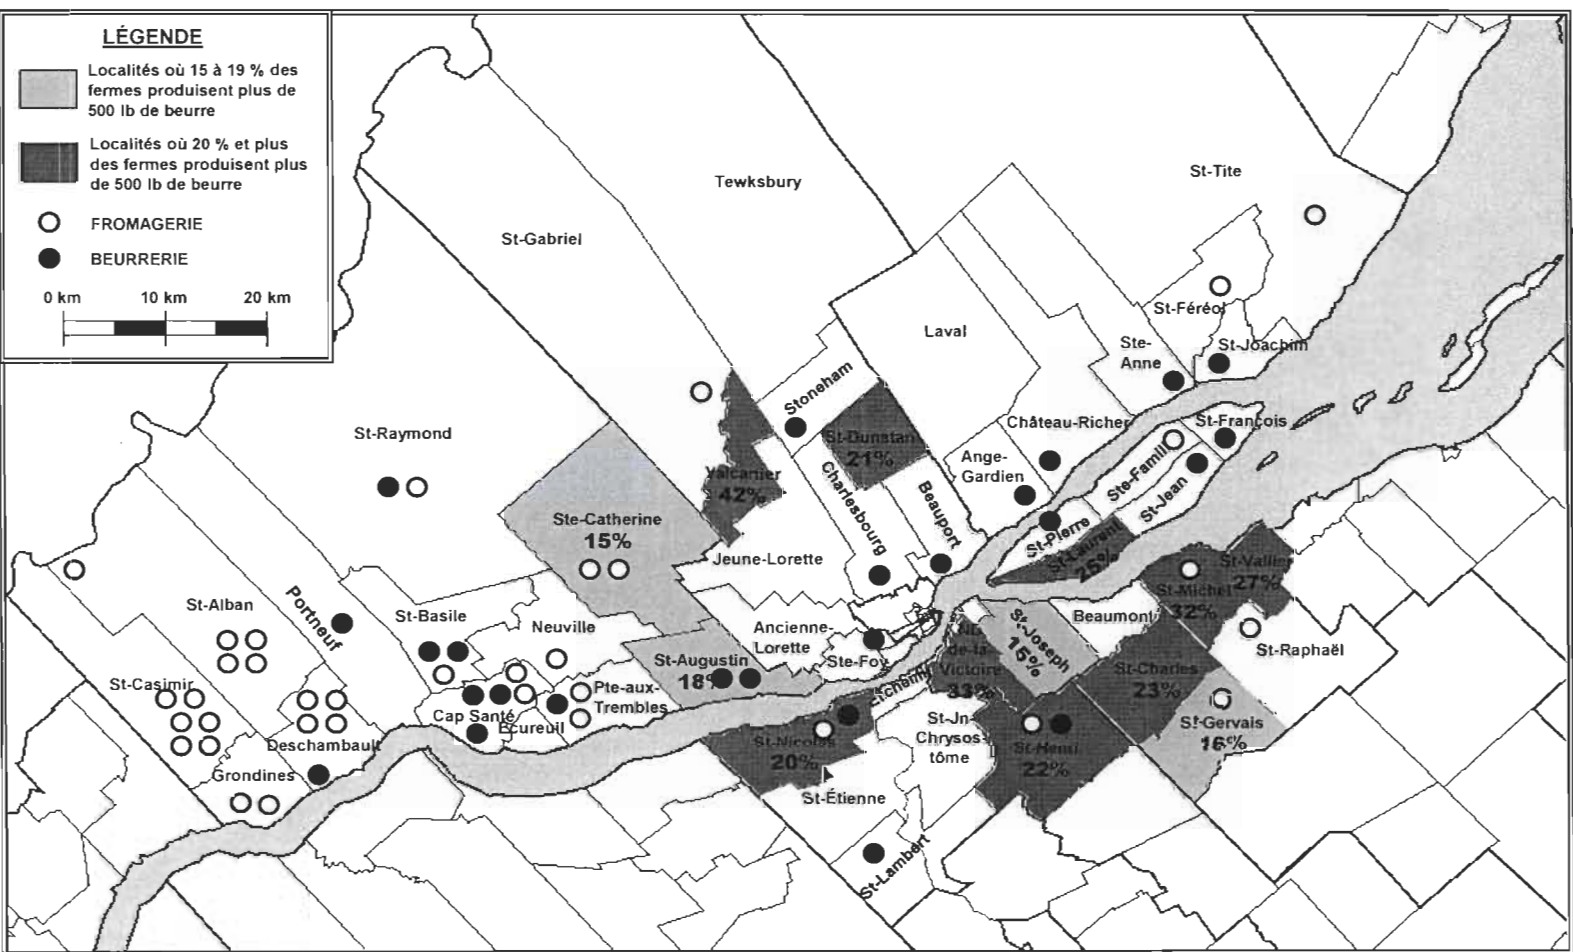 LÉGENDE
Localités où 15 à 19 % des
fermes produisent plus de
500 lb de beurre
Localités où 20 % et plus
des fermes produisent plus
de 500 lb de beurre
FROMAGERIE
BEURRERIE
0 km 10 km 20 km
St-Tite
Tewksbury
St-Gabriel
St-Féréol
Laval
Ste-
Anne
St-Joachim
Stoneham
Château-Richer
St-François
St-Raymond
St-Dunstan
21%
Ange-
Gardien
Ste-Famille
St-Jean
Valcartier
42%
Charlesbourg
Beauport
Ste-Catherine
15%
St-Pierre
St-Laurent
25%
Jeune-Lorette
St-Vallier
27%
St-Michel
32%
St-Alban
Portneuf
St-Basile
Neuville
Ancienne-
Lorette
St-Joseph
15%
Beaumont
ND-
de-la-
Victoire
33%
St-Raphaël
St-Augustin
18%
Ste-Foy
Etchemin
St-Charles
23%
St-Casimir
Pte-aux-
Trembles
Cap Santé
Écureuil
St-Jn-
Chrysos-
tôme
St-Gervais
16%
Deschambault
St-Nicolas
20%
St-Henri
22%
Grondines
St-Étienne
St-Lambert